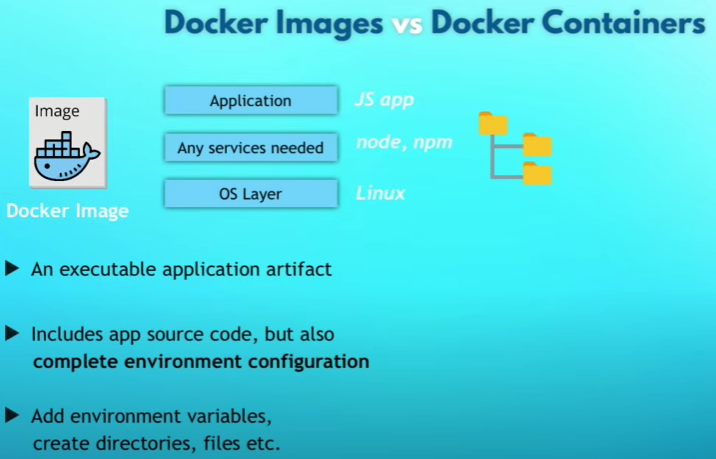 Docker Images vs Docker Containers
Image
Docker Image
Application
JS app
Any services needed
node, npm
OS Layer
Linux
An executable application artifact
Includes app source code, but also
complete environment configuration
Add environment variables,
create directories, files etc.